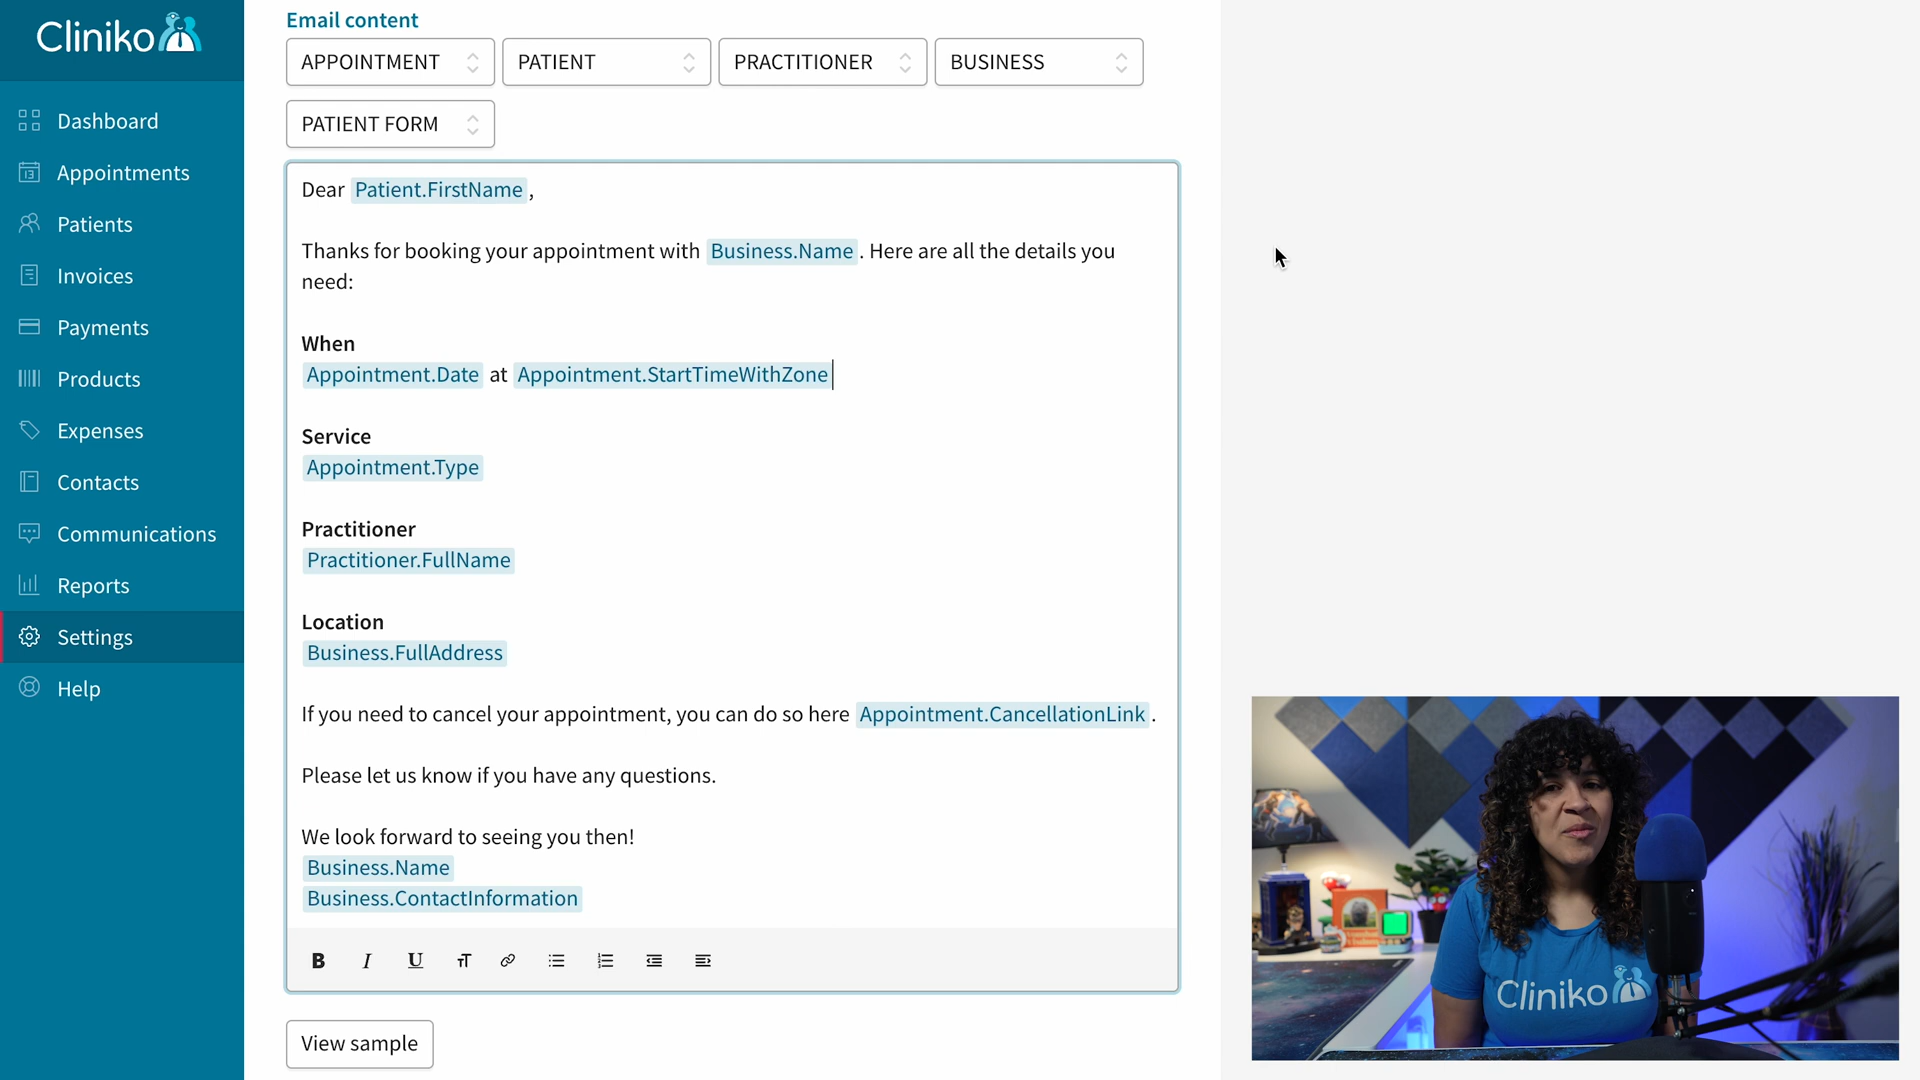 Cliniko
Dashboard
Appointments
Patients
Invoices
Payments
Products
Expenses
Contacts
Communications
Reports
Settings
Help
Email content
APPOINTMENT
PATIENT
PRACTITIONER
BUSINESS
PATIENT FORM
Dear Patient.FirstName ,
Thanks for booking your appointment with Business.Name . Here are all the details you
need:
When
Appointment.Date at Appointment.StartTimeWithZone
Service
Appointment.Type
Practitioner
Practitioner.FullName
Location
Business.FullAddress
If you need to cancel your appointment, you can do so here Appointment.CancellationLink .
Please let us know if you have any questions.
We look forward to seeing you then!
Business.Name
Business.ContactInformation
B I U
View sample
Cliniko